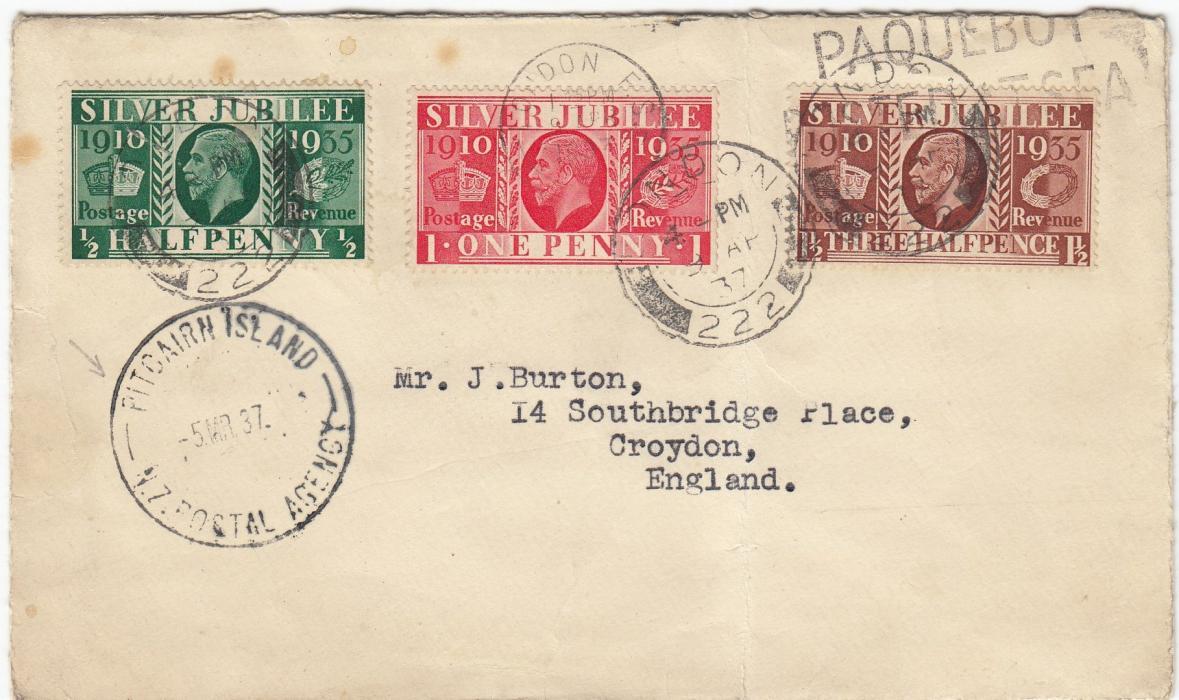 PAQUEBOT
SEA
SILVER JUBILEE
1910 1935
Postage Revenue
½ HALFPENNY ½
SILVER JUBILEE
1910 1935
Postage Revenue
1 · ONE PENNY · 1
SILVER JUBILEE
1910 1935
Postage Revenue
1½ THREE HALFPENCE 1½
222
PM
AP
37
222
PITCAIRN ISLAND
-5 MR. 37.
N.Z. POSTAL AGENCY
Mr. J.Burton,
14 Southbridge Place,
Croydon,
England.